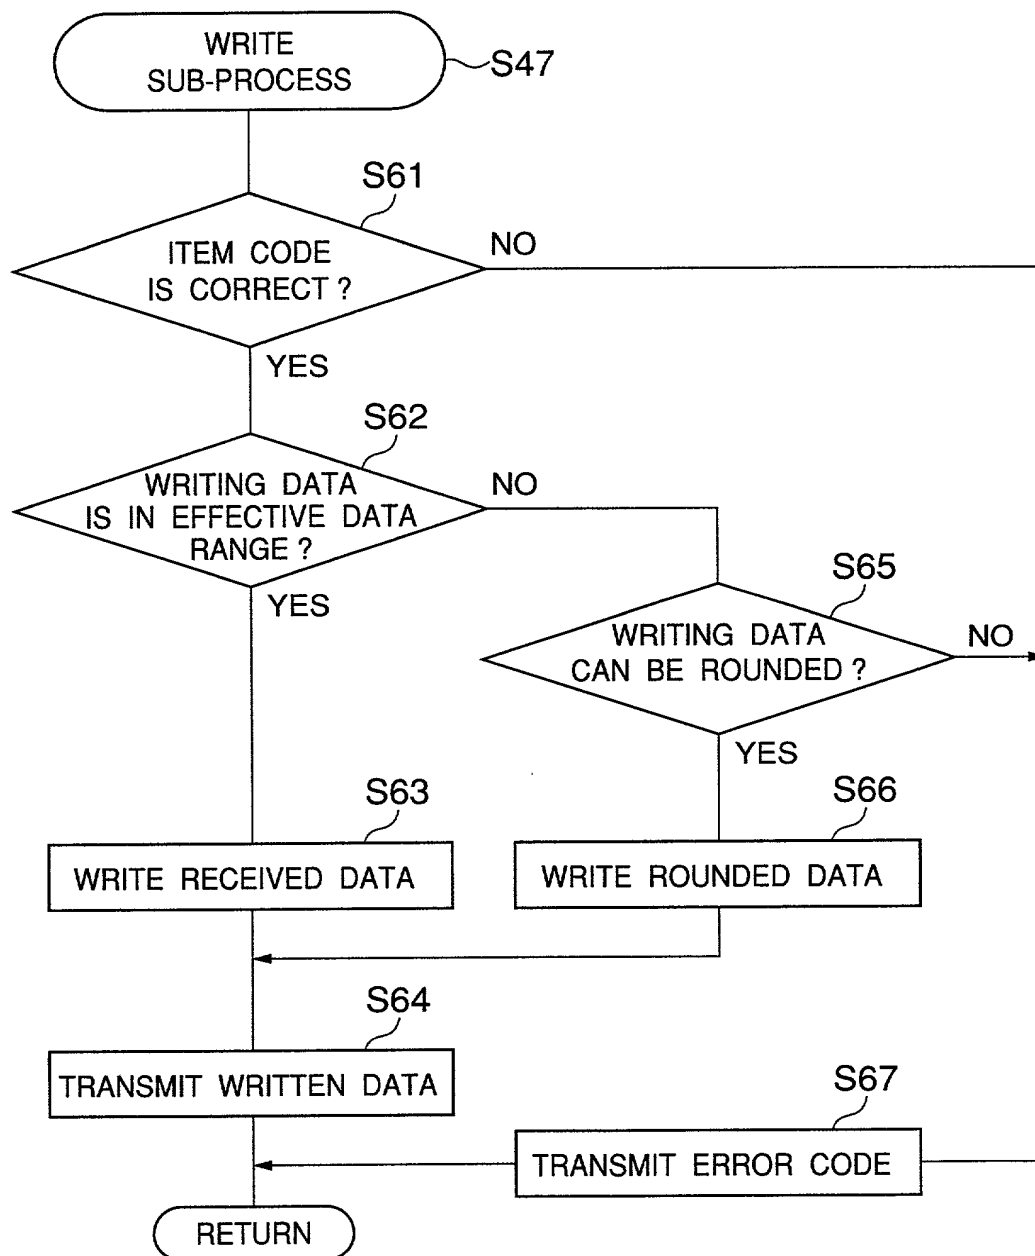 WRITE
SUB-PROCESS
S47
S61
ITEM CODE
IS CORRECT ?
NO
YES
S62
WRITING DATA
IS IN EFFECTIVE DATA
RANGE ?
NO
YES
S65
WRITING DATA
CAN BE ROUNDED ?
NO
YES
S63
WRITE RECEIVED DATA
S66
WRITE ROUNDED DATA
S64
TRANSMIT WRITTEN DATA
S67
TRANSMIT ERROR CODE
RETURN